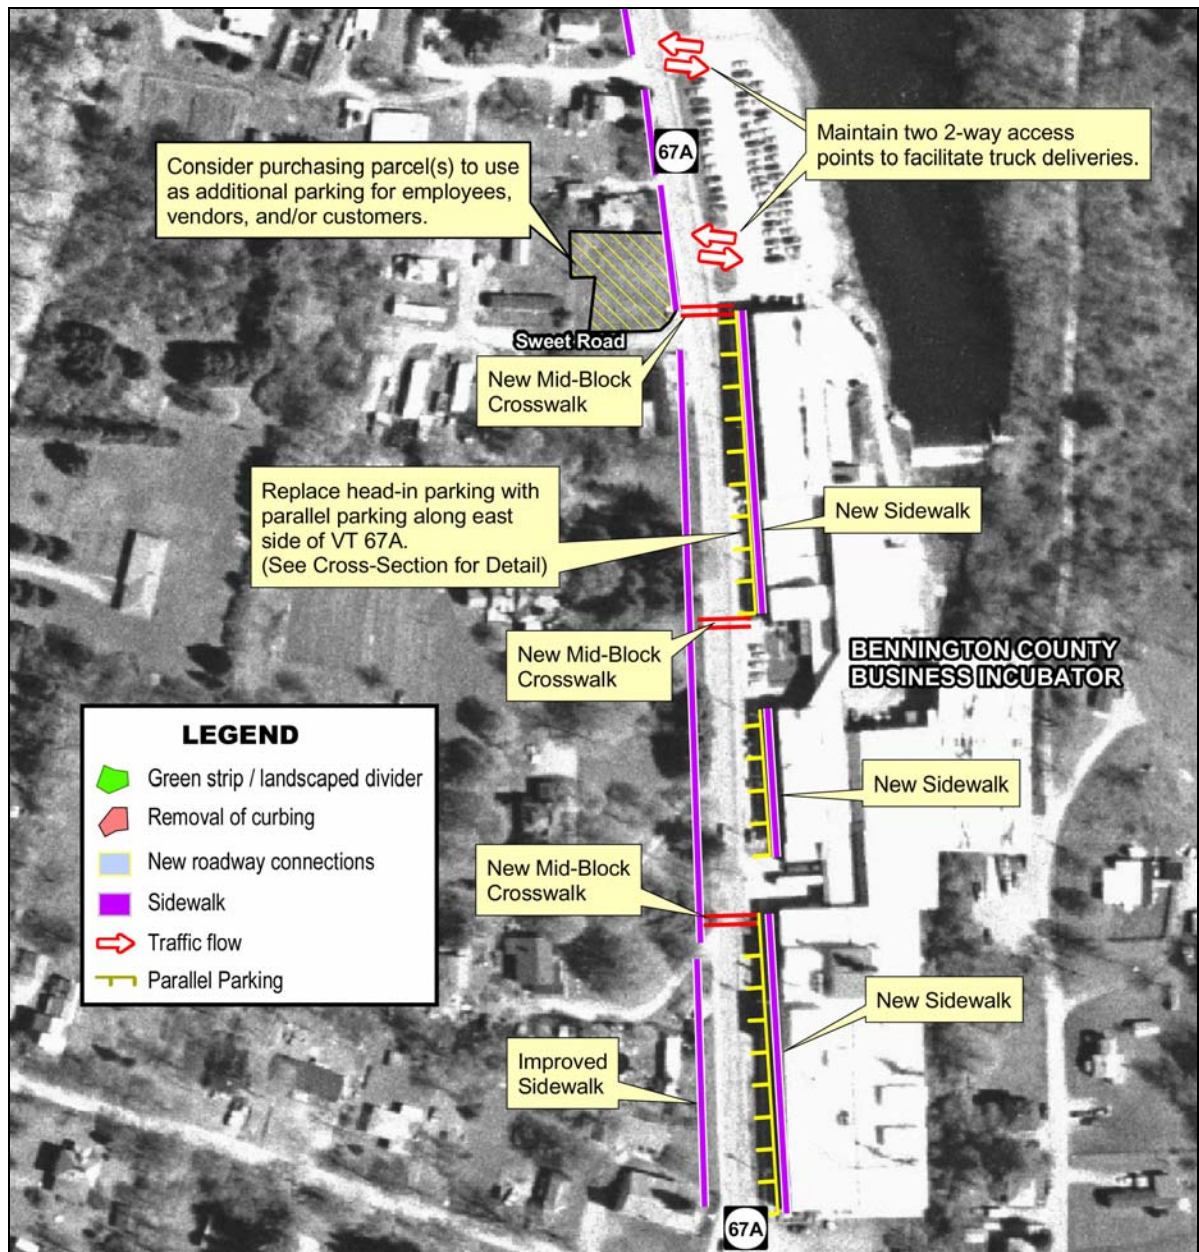 67A
Maintain two 2-way access
points to facilitate truck deliveries.
Consider purchasing parcel(s) to use
as additional parking for employees,
vendors, and/or customers.
Sweet Road
New Mid-Block
Crosswalk
Replace head-in parking with
parallel parking along east
side of VT 67A.
(See Cross-Section for Detail)
New Sidewalk
New Mid-Block
Crosswalk
BENNINGTON COUNTY
BUSINESS INCUBATOR
LEGEND
Green strip / landscaped divider
Removal of curbing
New roadway connections
Sidewalk
Traffic flow
Parallel Parking
New Sidewalk
New Mid-Block
Crosswalk
New Sidewalk
Improved
Sidewalk
67A